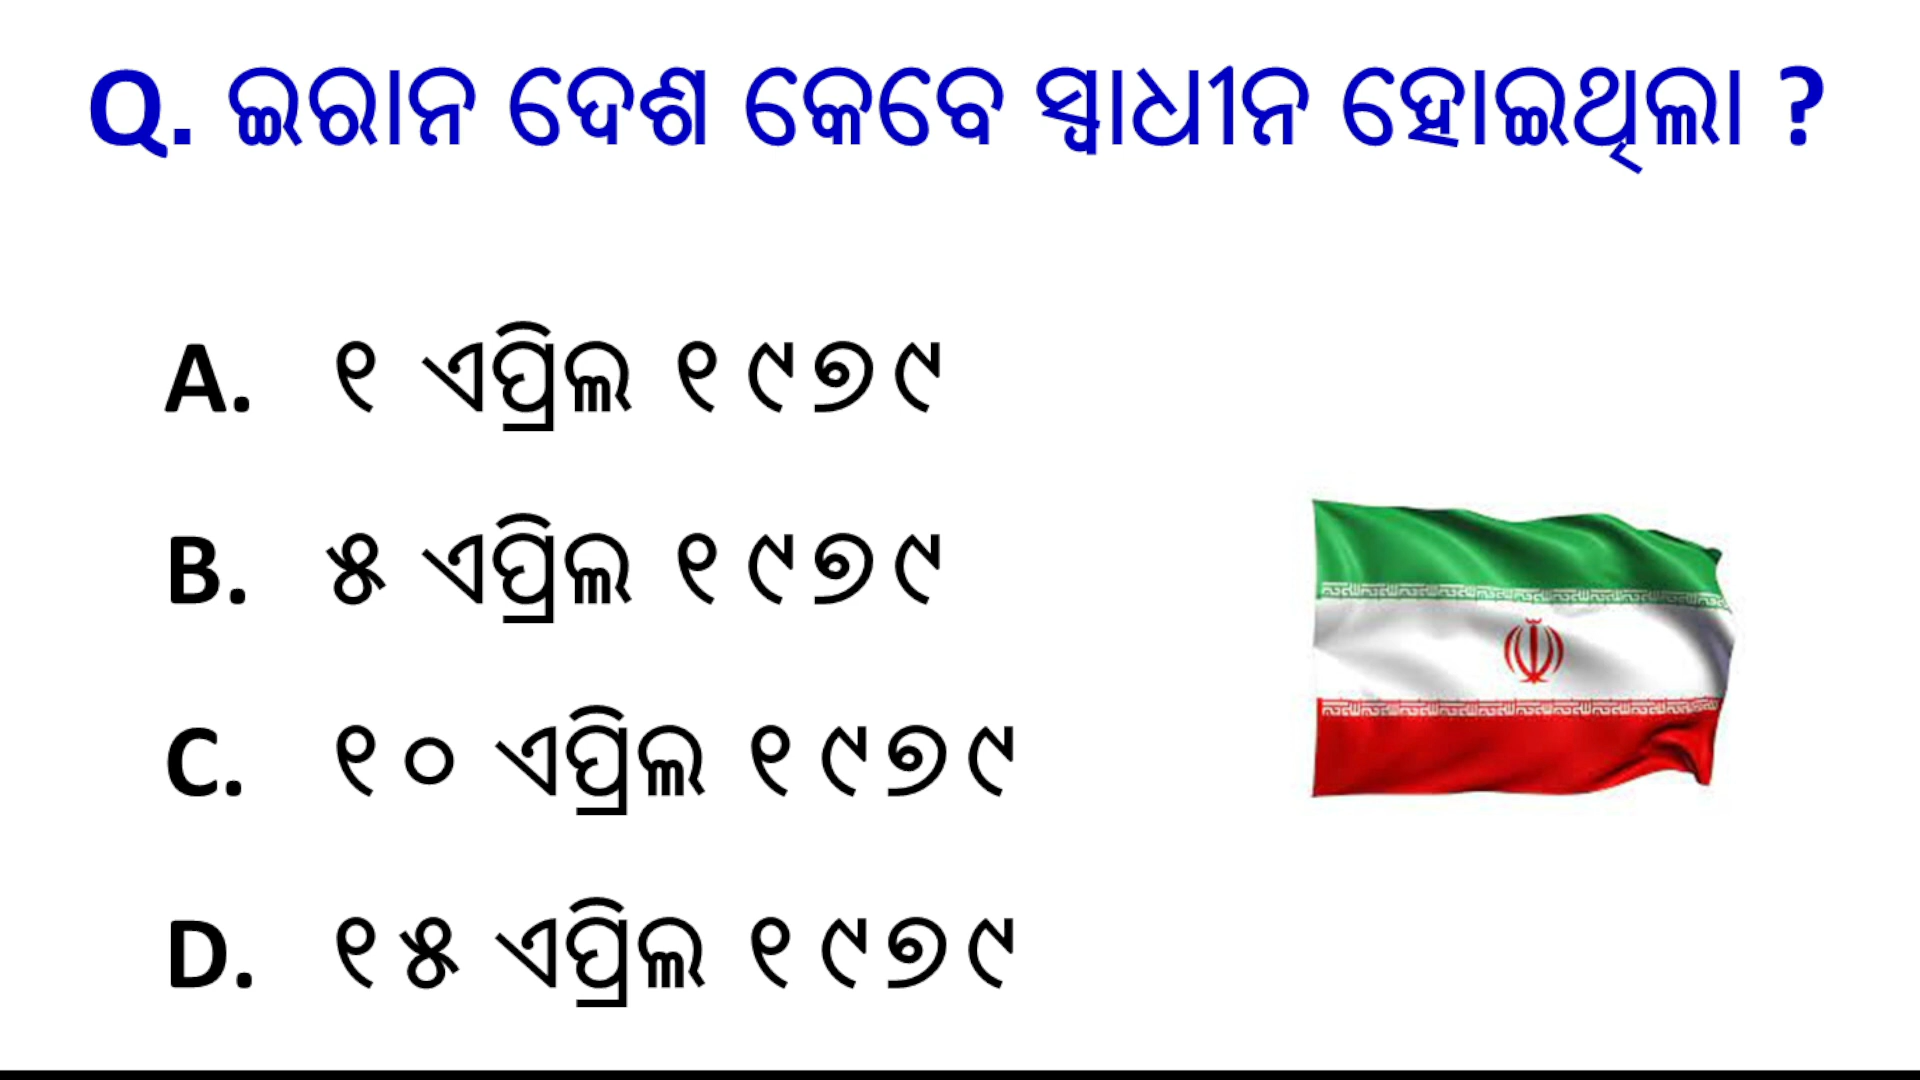 Q. ଇରାନ ଦେଶ କେବେ ସ୍ୱାଧୀନ ହୋଇଥିଲା ?
A. ୧ ଏପ୍ରିଲ ୧୯୭୯
B. ୫ ଏପ୍ରିଲ ୧୯୭୯
C. ୧୦ ଏପ୍ରିଲ ୧୯୭୯
D. ୧୫ ଏପ୍ରିଲ ୧୯୭୯